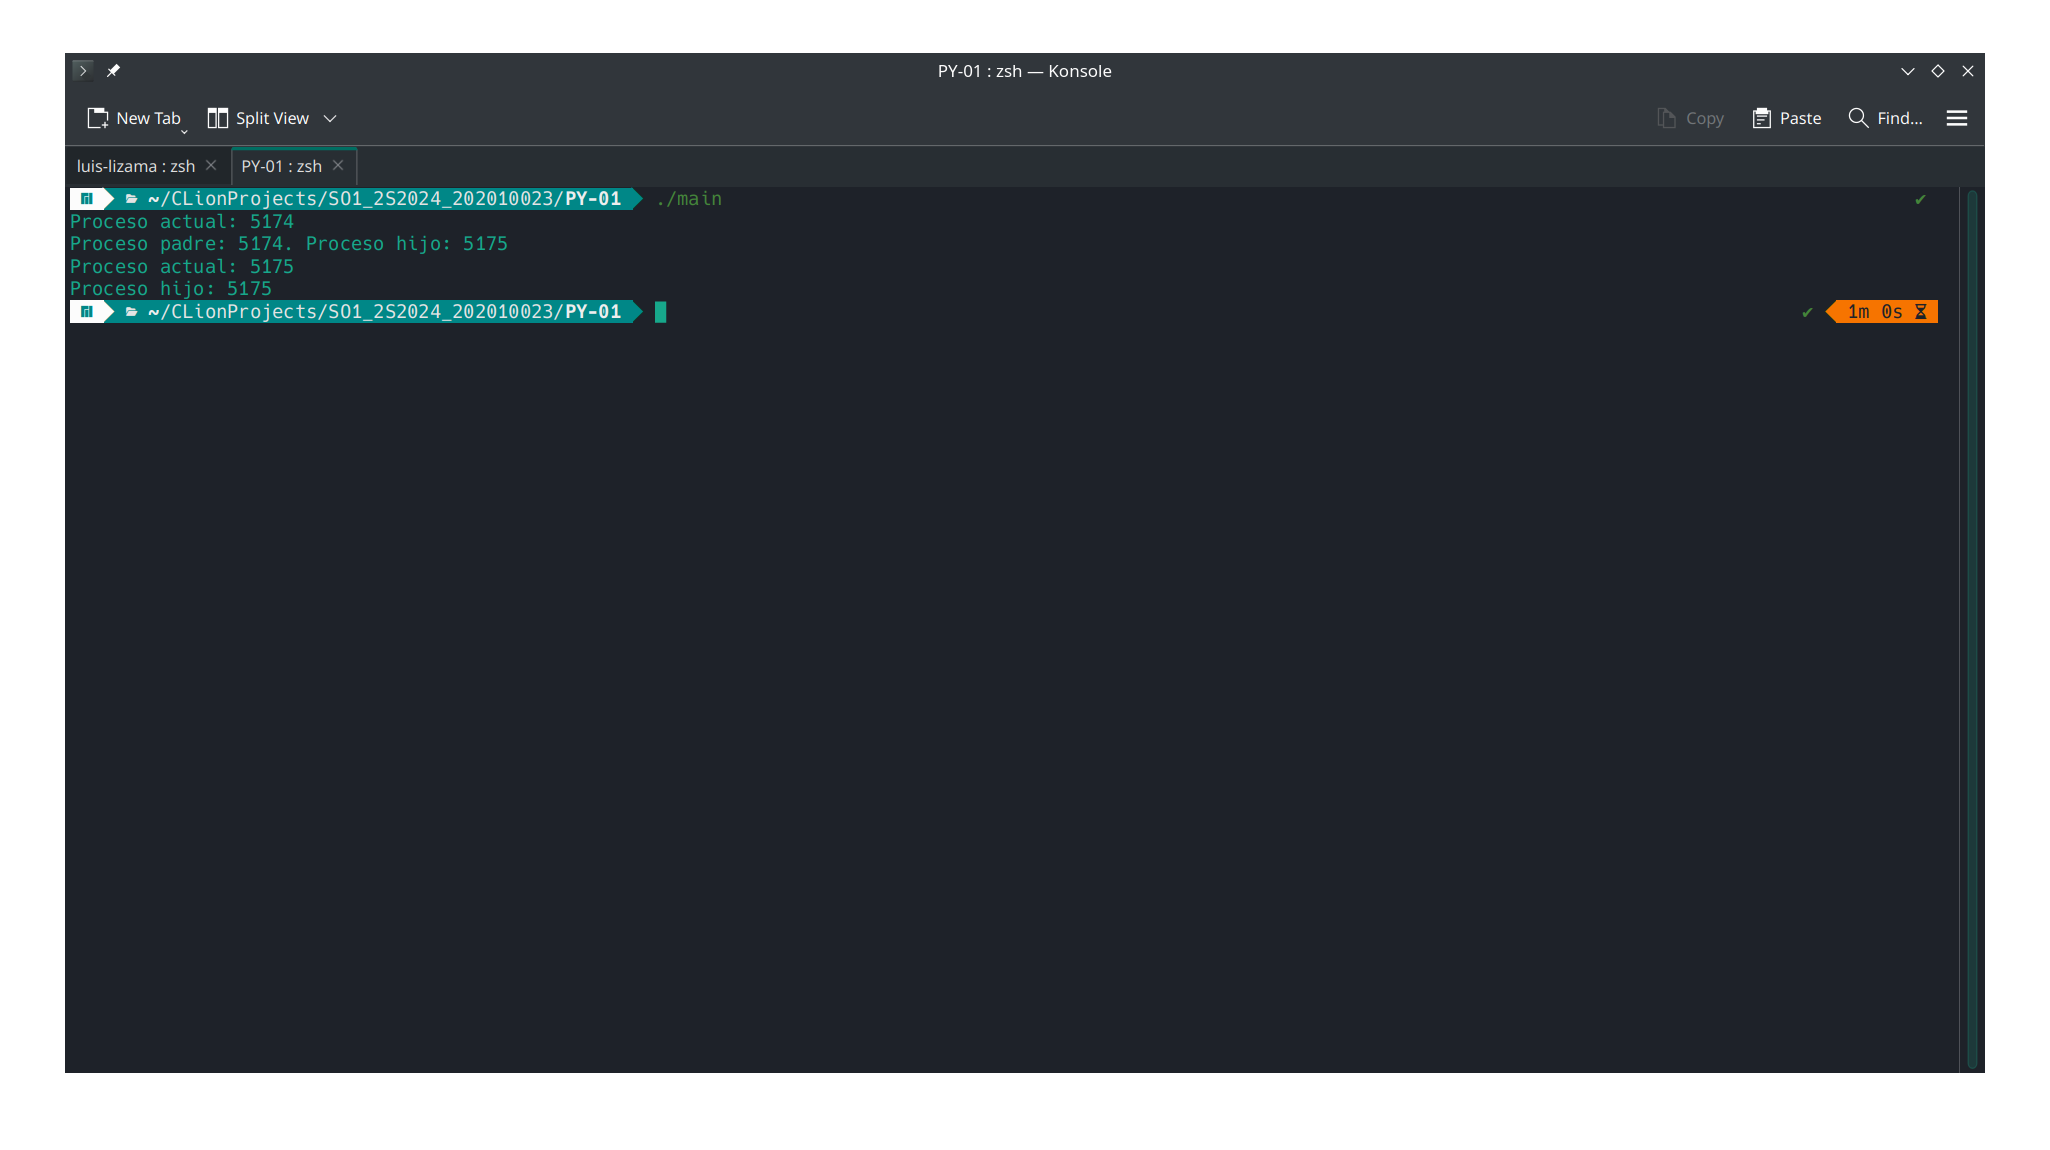 PY-01 : zsh — Konsole
New Tab Split View Copy Paste Find...
luis-lizama : zsh PY-01 : zsh
~/CLionProjects/SO1_2S2024_202010023/PY-01 ./main ✔
Proceso actual: 5174
Proceso padre: 5174. Proceso hijo: 5175
Proceso actual: 5175
Proceso hijo: 5175
~/CLionProjects/SO1_2S2024_202010023/PY-01 ✔ 1m 0s